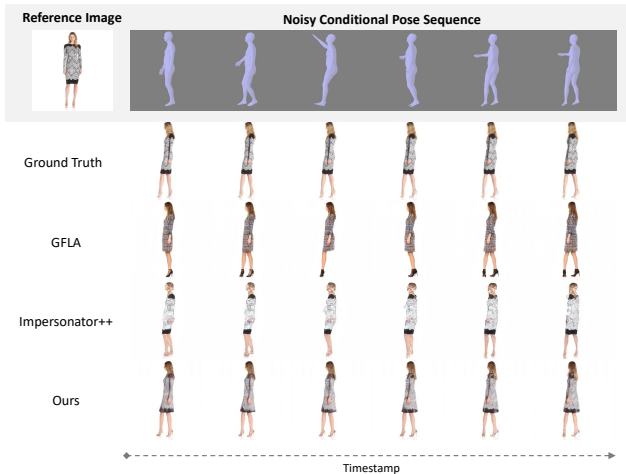 Reference Image
Noisy Conditional Pose Sequence
Ground Truth
GFLA
Impersonator++
Ours
Timestamp